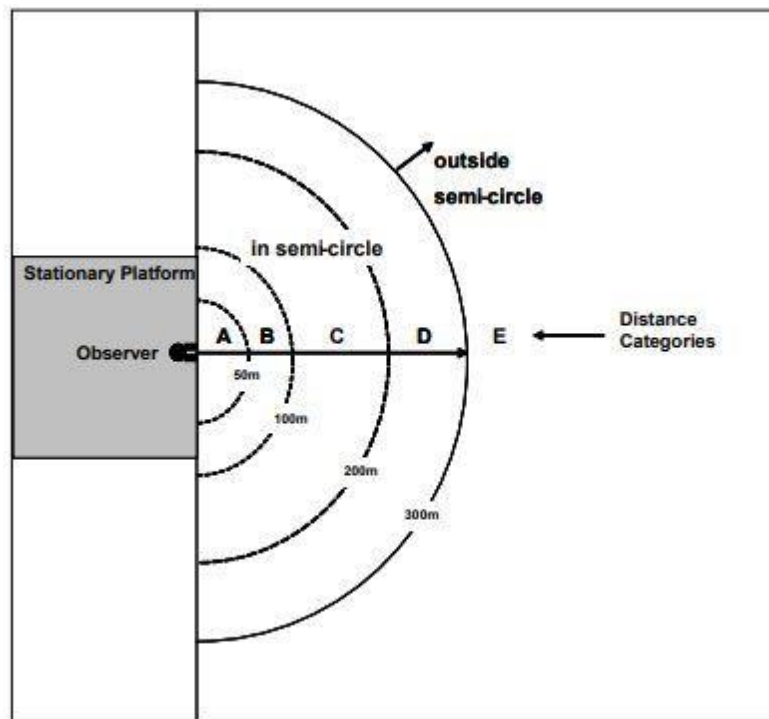 outside
semi-circle
in semi-circle
Stationary Platform
A
B
C
D
E
Distance
Categories
Observer
50m
100m
200m
300m